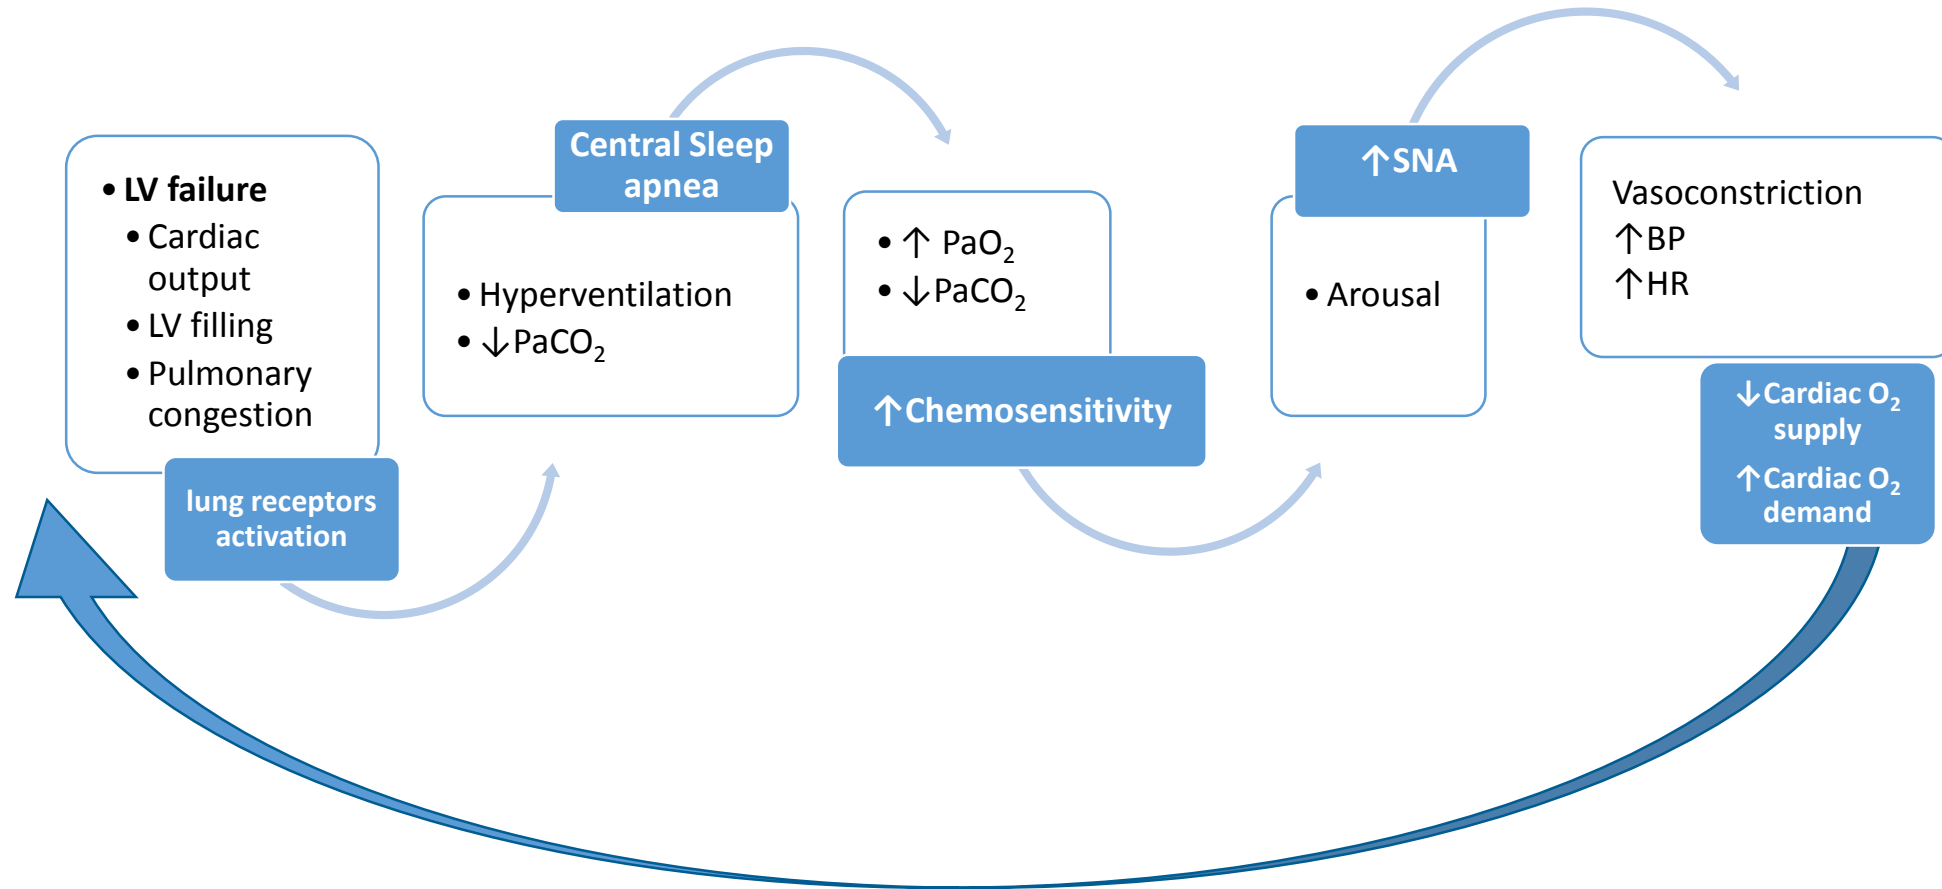 • LV failure
• Cardiac
output
• LV filling
• Pulmonary
congestion
lung receptors
activation
Central Sleep
apnea
• Hyperventilation
• ↓PaCO₂
• ↑ PaO₂
• ↓PaCO₂
↑Chemosensitivity
↑SNA
• Arousal
Vasoconstriction
↑BP
↑HR
↓Cardiac O₂
supply
↑Cardiac O₂
demand